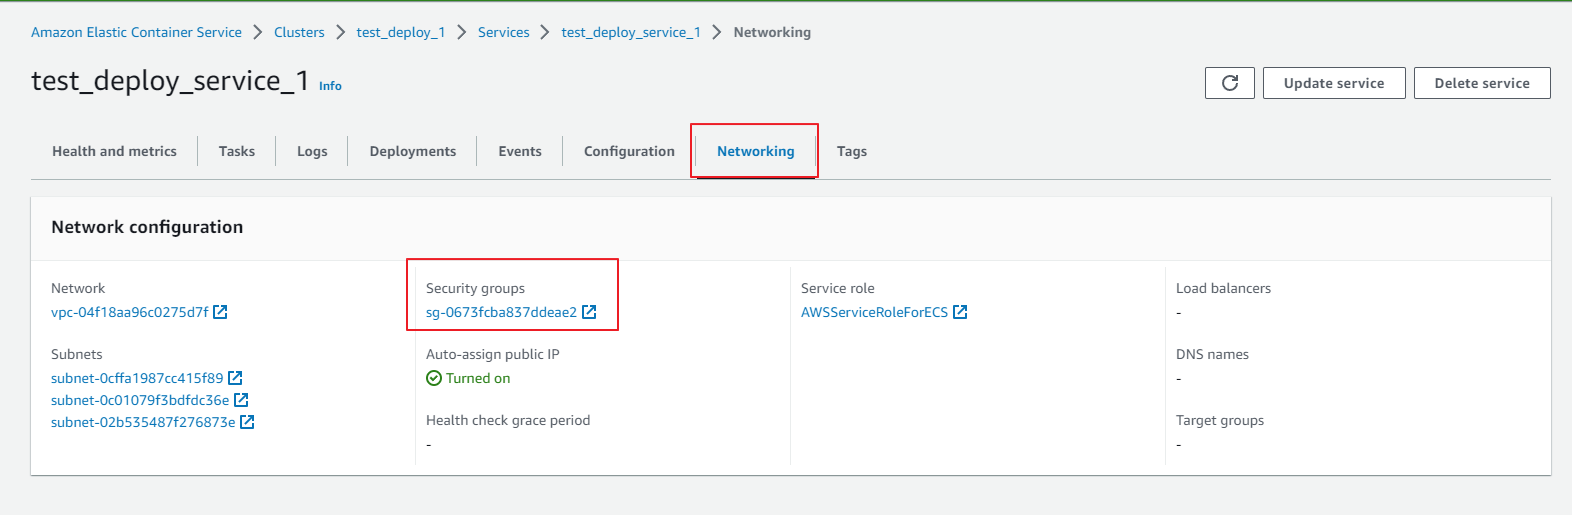 Amazon Elastic Container Service > Clusters > test_deploy_1 > Services > test_deploy_service_1 > Networking
test_deploy_service_1 Info
Update service Delete service
Health and metrics Tasks Logs Deployments Events Configuration Networking Tags
Network configuration
Network
vpc-04f18aa96c0275d7f
Subnets
subnet-0cffa1987cc415f89
subnet-0c01079f3bdfdc36e
subnet-02b535487f276873e
Security groups
sg-0673fcba837ddeae2
Auto-assign public IP
Turned on
Health check grace period
-
Service role
AWSServiceRoleForECS
Load balancers
-
DNS names
-
Target groups
-